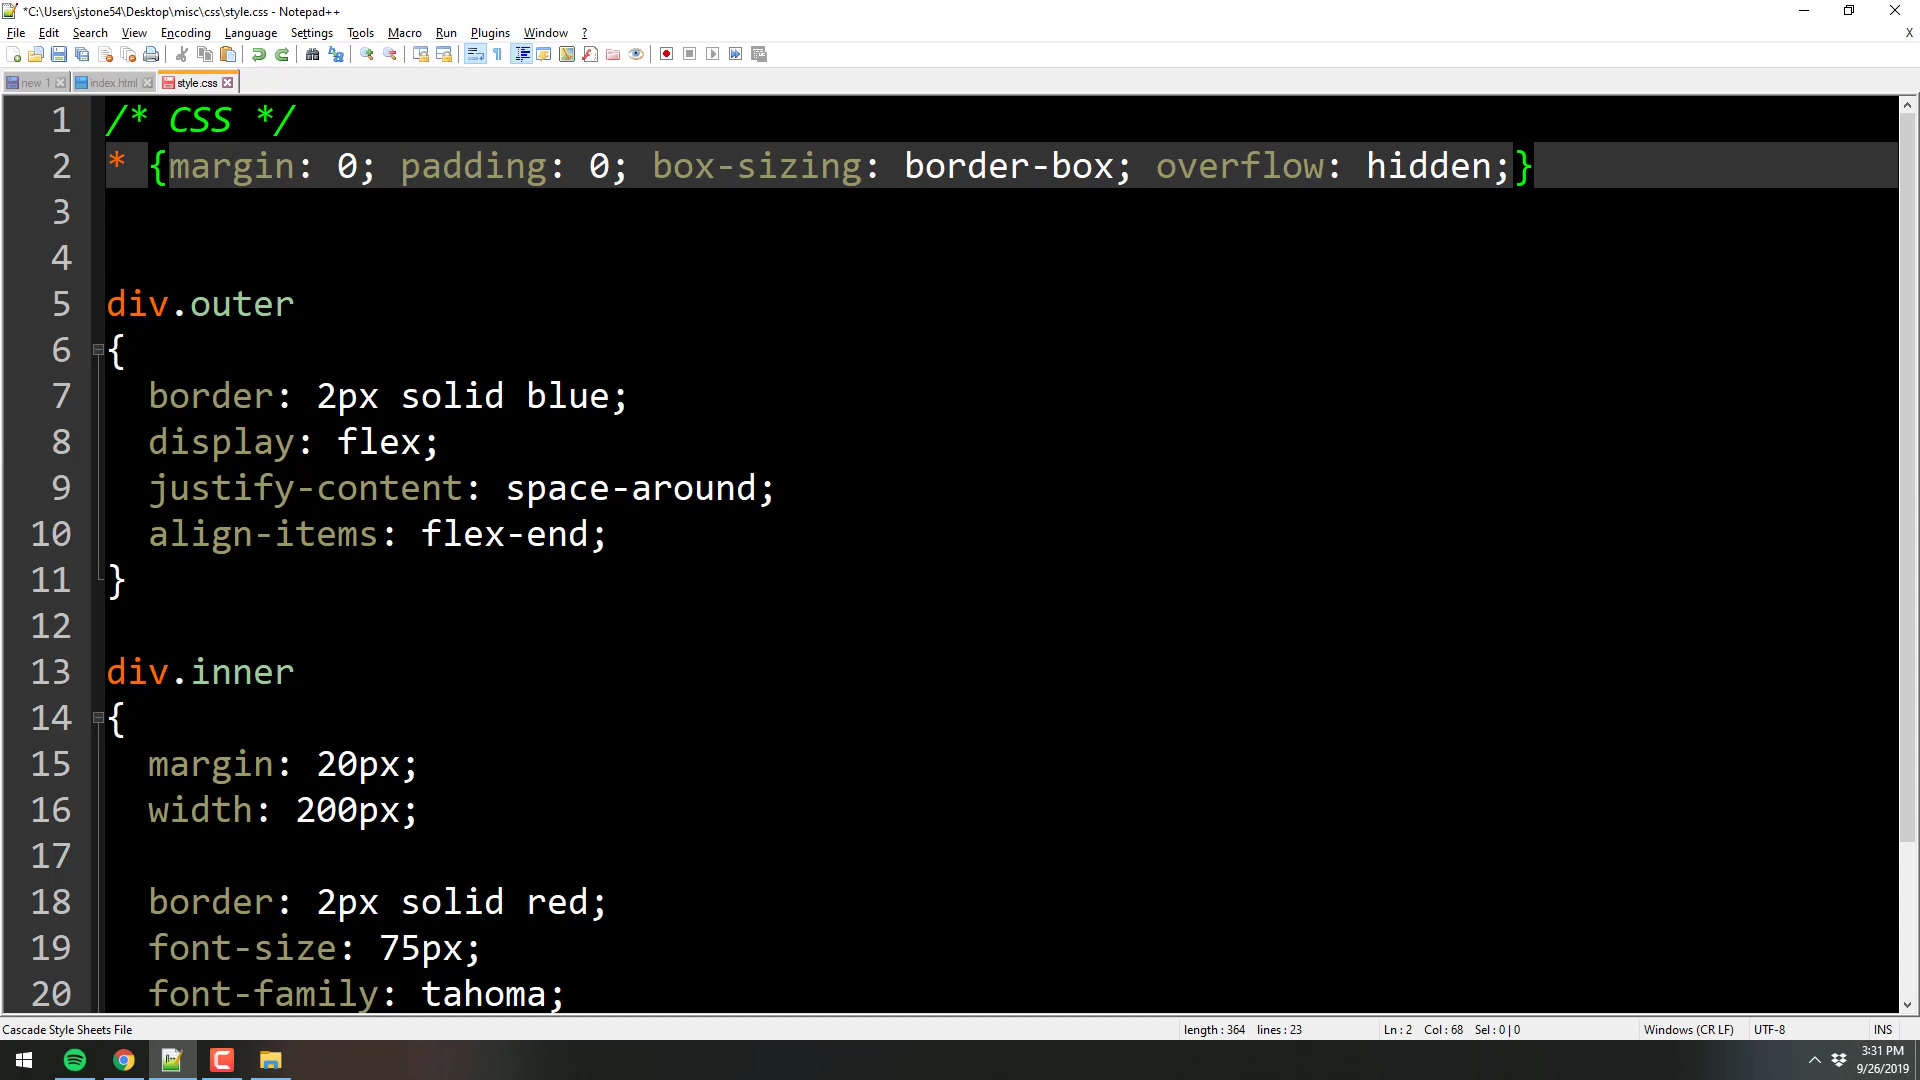 *C:\Users\jstone54\Desktop\misc\css\style.css - Notepad++
File Edit Search View Encoding Language Settings Tools Macro Run Plugins Window ? X
new 1 index.html style.css
1 /* CSS */
2 * {margin: 0; padding: 0; box-sizing: border-box; overflow: hidden;}
3
4
5 div.outer
6 {
7 border: 2px solid blue;
8 display: flex;
9 justify-content: space-around;
10 align-items: flex-end;
11 }
12
13 div.inner
14 {
15 margin: 20px;
16 width: 200px;
17
18 border: 2px solid red;
19 font-size: 75px;
20 font-family: tahoma;
Cascade Style Sheets File length : 364 lines : 23 Ln : 2 Col : 68 Sel : 0 | 0 Windows (CR LF) UTF-8 INS
3:31 PM
9/26/2019